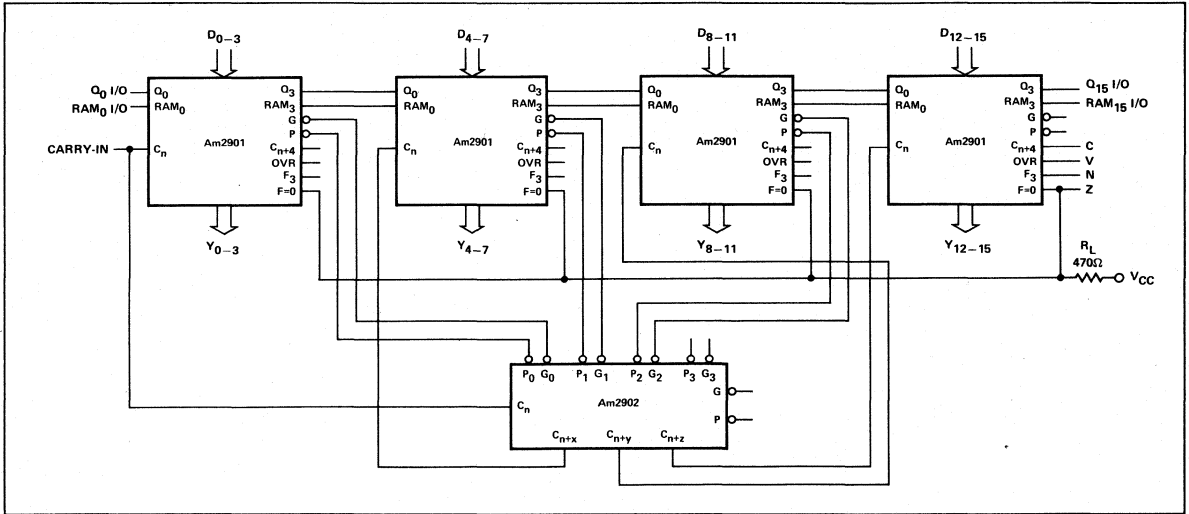 D0–3
D4–7
D8–11
D12–15
Q0 I/O
RAM0 I/O
CARRY-IN
Q0
RAM0
Cn
Am2901
Q3
RAM3
G
P
Cn+4
OVR
F3
F=0
Q0
RAM0
Cn
Am2901
Q3
RAM3
G
P
Cn+4
OVR
F3
F=0
Q0
RAM0
Cn
Am2901
Q3
RAM3
G
P
Cn+4
OVR
F3
F=0
Q0
RAM0
Cn
Am2901
Q3
RAM3
G
P
Cn+4
OVR
F3
F=0
Q15 I/O
RAM15 I/O
C
V
N
Z
Y0–3
Y4–7
Y8–11
Y12–15
RL
470Ω
VCC
P0 G0 P1 G1 P2 G2 P3 G3
G
Cn
Am2902
P
Cn+x Cn+y Cn+z